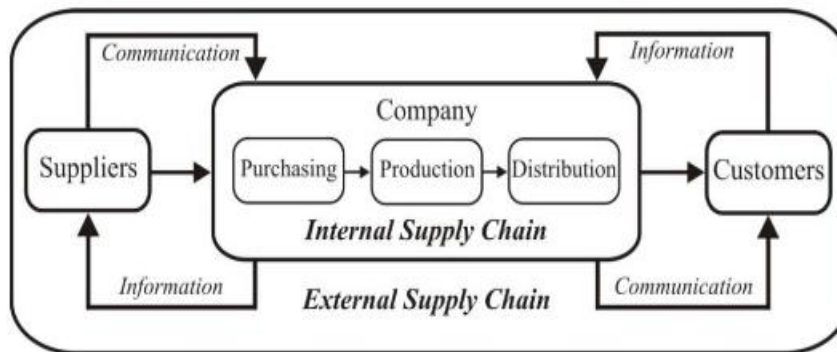 Communication
Information
Company
Suppliers
Purchasing
Production
Distribution
Customers
Internal Supply Chain
Information
External Supply Chain
Communication